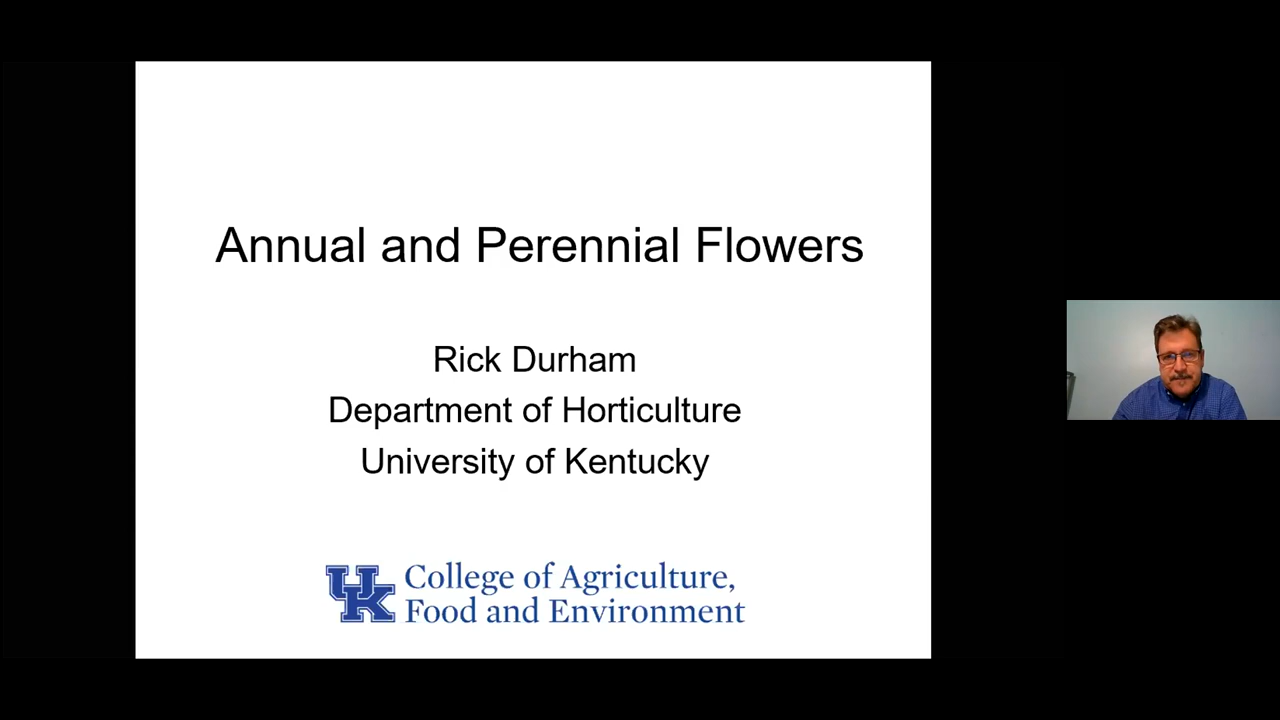 Annual and Perennial Flowers
Rick Durham
Department of Horticulture
University of Kentucky
UK
College of Agriculture,
Food and Environment